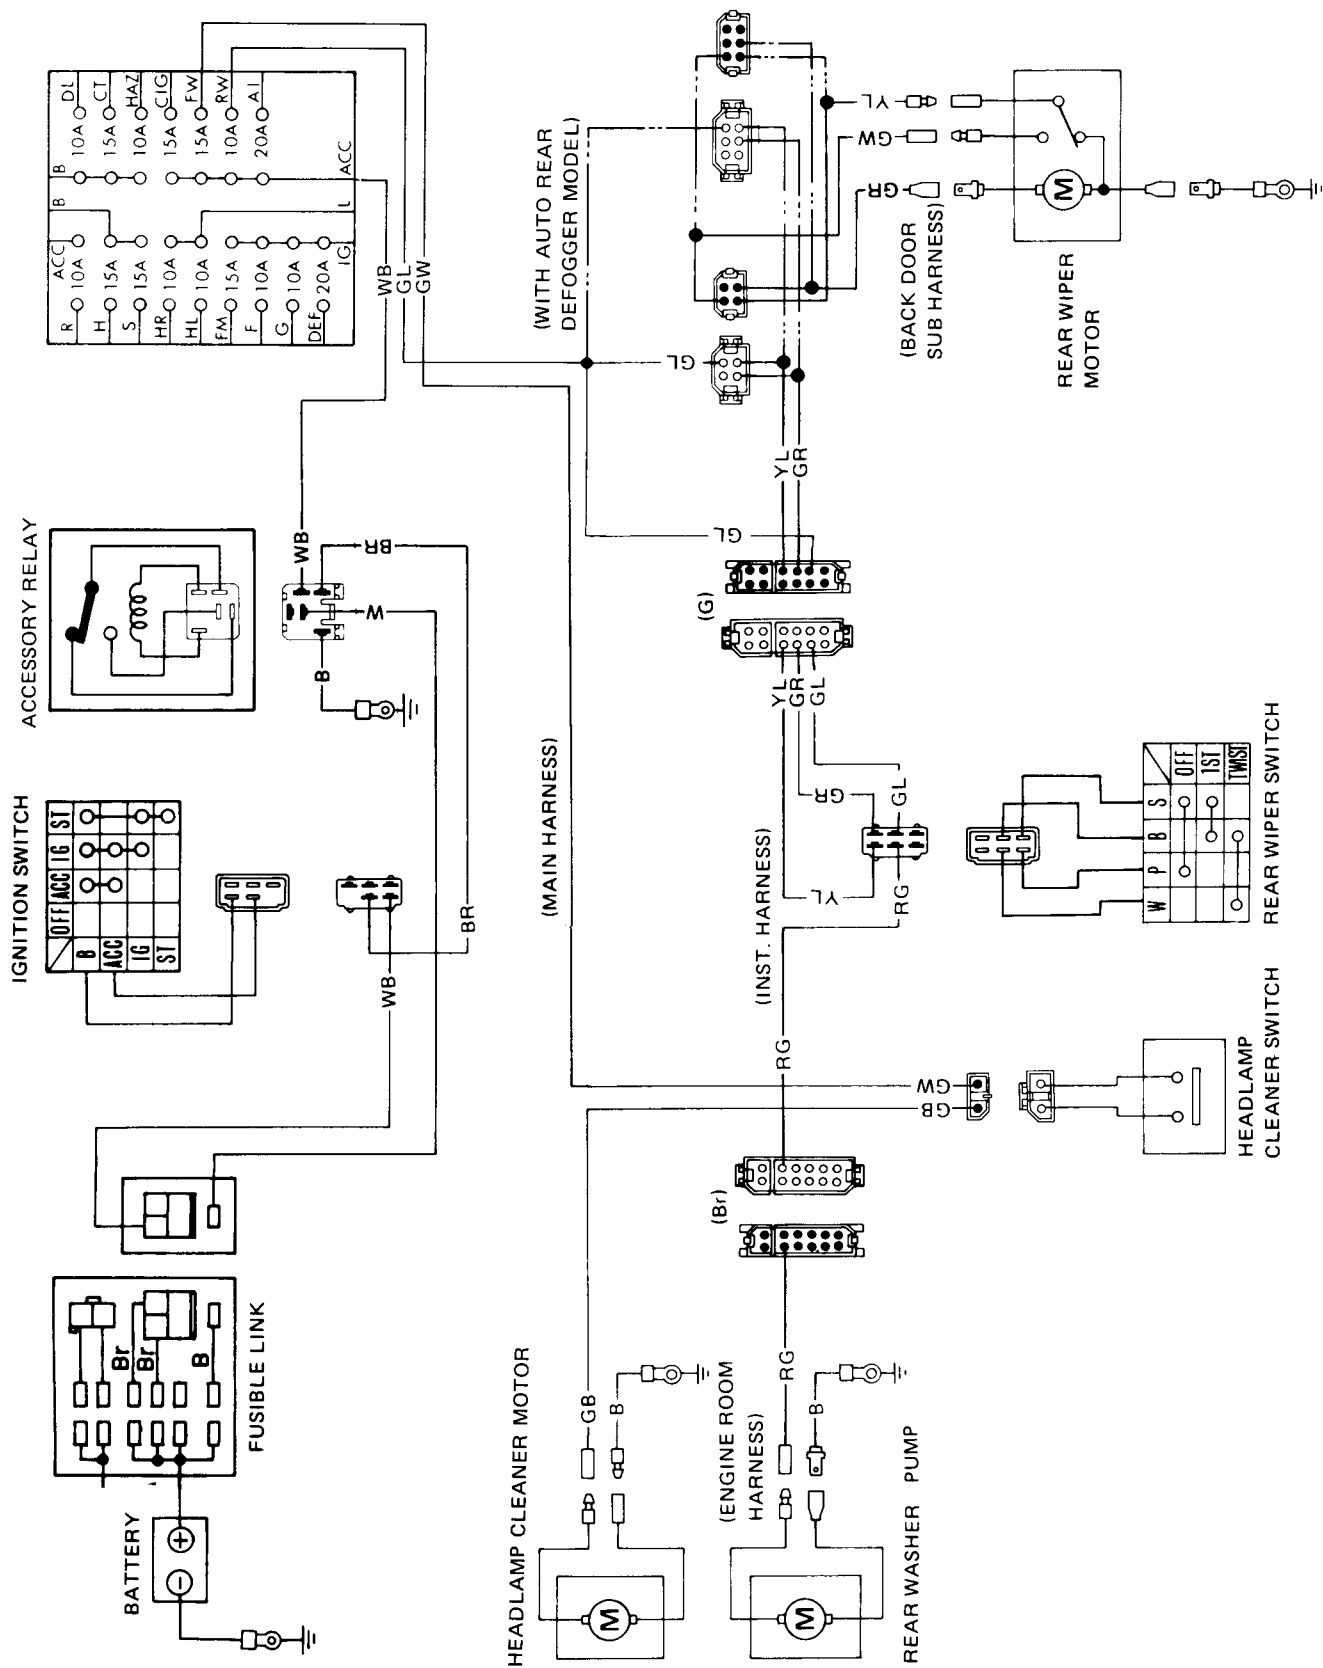 BATTERY
FUSIBLE LINK
Br
Br
B
IGNITION SWITCH
OFF ACC IG ST
B
ACC
IG
ST
WB
BR
ACCESSORY RELAY
B
W
WB
BR
R 10A ACC
H 15A
S 15A
HR 10A
HL 10A
FM 15A
F 10A
G 10A
DEF 20A
IG
B B
10A DL
15A CT
10A HAZ
15A CIG
15A FW
10A RW
20A A1
L ACC
WB
GL
GW
(MAIN HARNESS)
(WITH AUTO REAR
DEFOGGER MODEL)
GL
GL
HEADLAMP CLEANER MOTOR
M
GB
B
(ENGINE ROOM
HARNESS)
REAR WASHER PUMP
M
RG
B
(Br)
RG
(INST. HARNESS)
GB
GW
HEADLAMP
CLEANER SWITCH
YL
RG
GR
GL
YL
GR
GL
(G)
YL
GR
REAR WIPER SWITCH
W P B S
OFF
1ST
TWIST
(BACK DOOR
SUB HARNESS)
GR
GW
YL
M
REAR WIPER
MOTOR